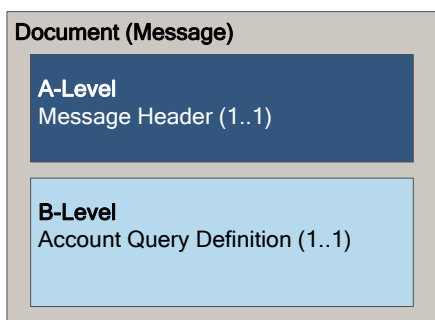 Document (Message)
A-Level
Message Header (1..1)
B-Level
Account Query Definition (1..1)